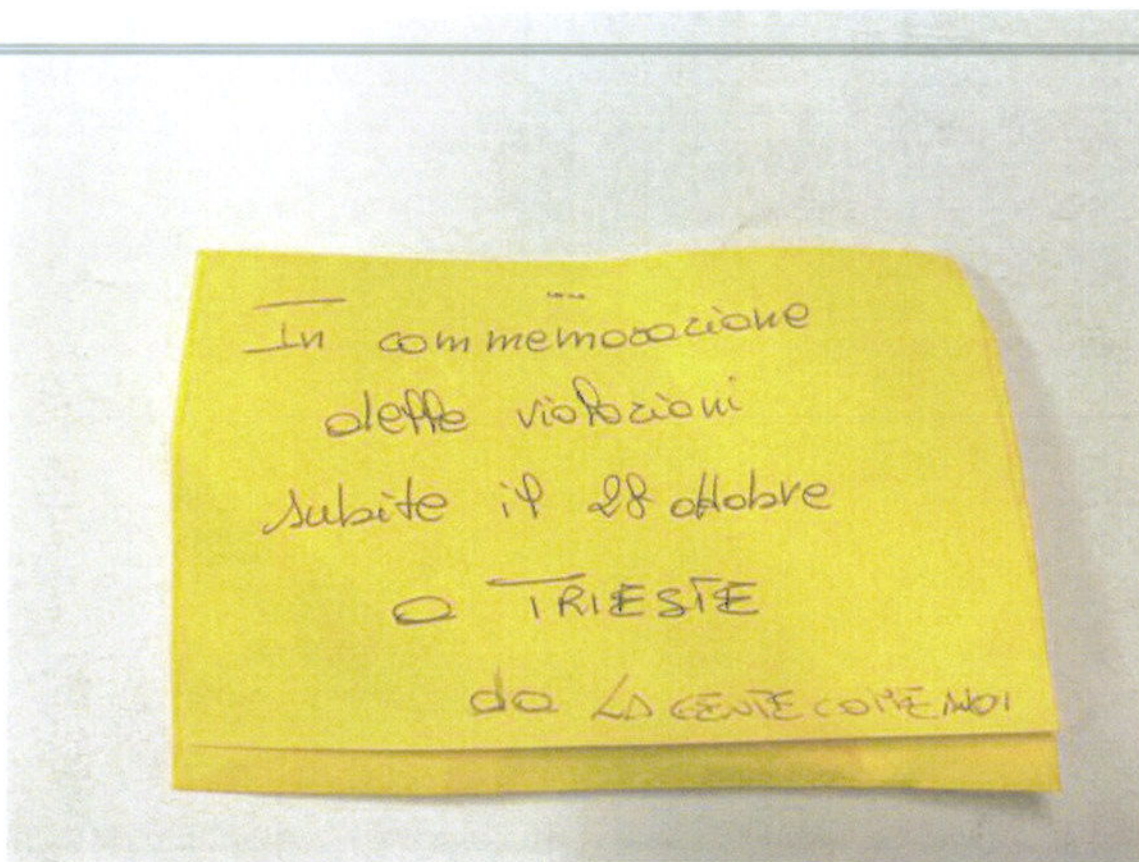 In commemorazione
delle violazioni
subite il 28 ottobre
a TRIESTE
da LA GENTE COME NOI